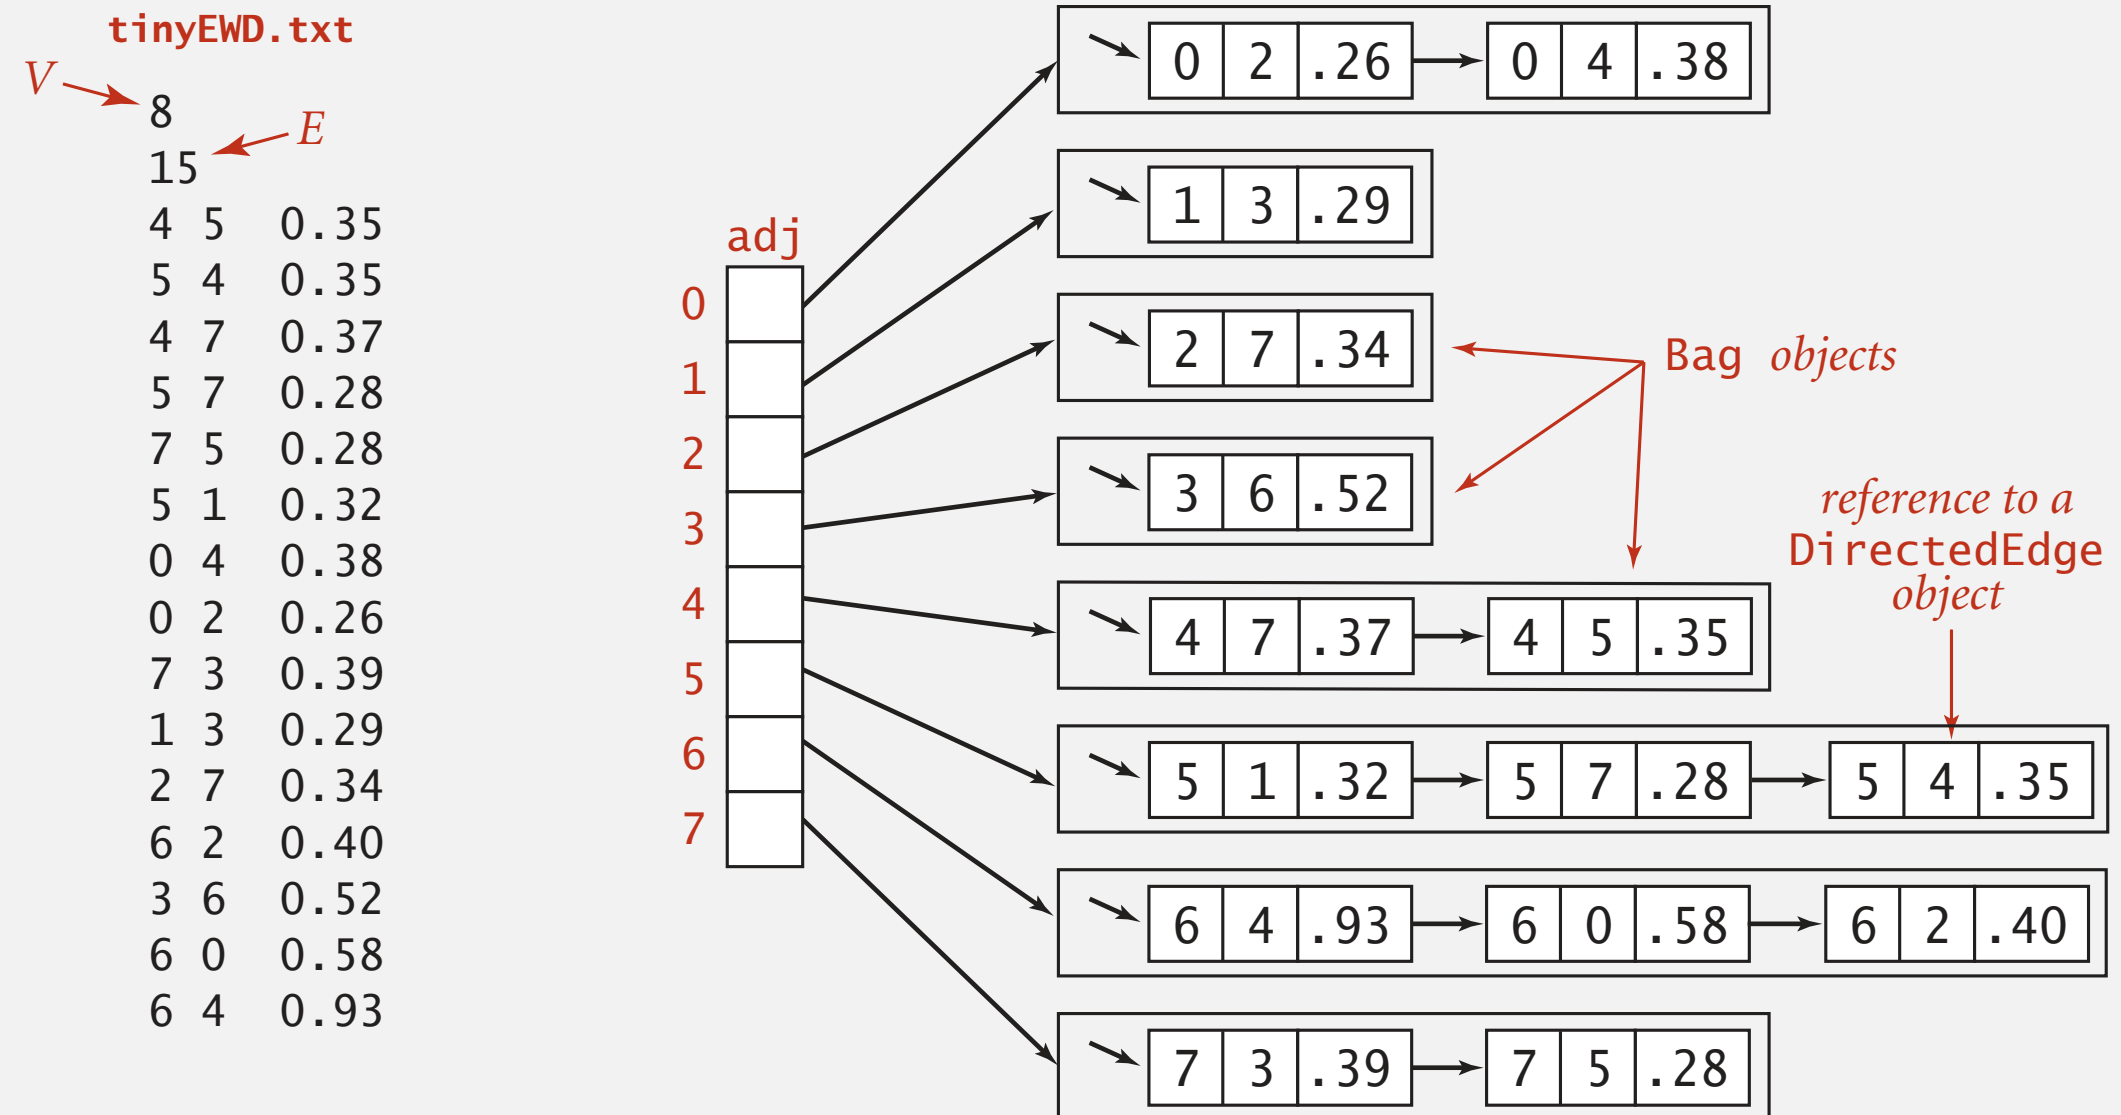 tinyEWD.txt
V
8
E
15
4 5 0.35
5 4 0.35
4 7 0.37
5 7 0.28
7 5 0.28
5 1 0.32
0 4 0.38
0 2 0.26
7 3 0.39
1 3 0.29
2 7 0.34
6 2 0.40
3 6 0.52
6 0 0.58
6 4 0.93
adj
0
1
2
3
4
5
6
7
0 2 .26 0 4 .38
1 3 .29
2 7 .34
3 6 .52
4 7 .37 4 5 .35
5 1 .32 5 7 .28 5 4 .35
6 4 .93 6 0 .58 6 2 .40
7 3 .39 7 5 .28
Bag objects
reference to a
DirectedEdge
object